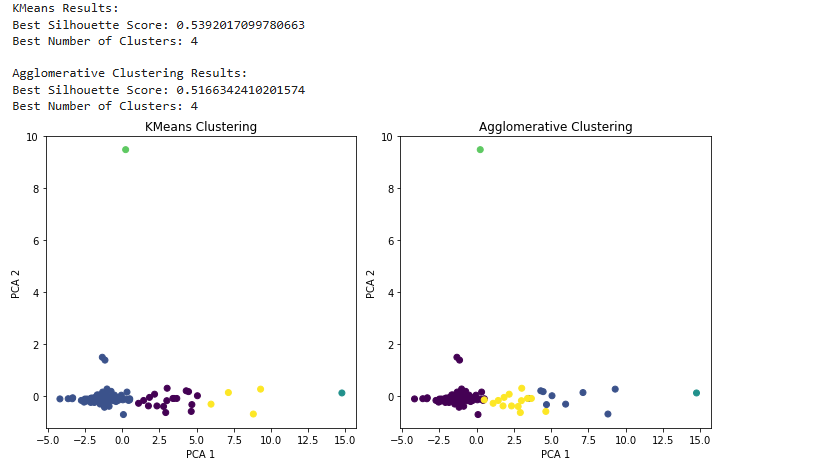 KMeans Results:
Best Silhouette Score: 0.5392017099780663
Best Number of Clusters: 4
Agglomerative Clustering Results:
Best Silhouette Score: 0.5166342410201574
Best Number of Clusters: 4
KMeans Clustering
10
8
6
4
2
0
PCA 2
−5.0 −2.5 0.0 2.5 5.0 7.5 10.0 12.5 15.0
PCA 1
Agglomerative Clustering
10
8
6
4
2
0
PCA 2
−5.0 −2.5 0.0 2.5 5.0 7.5 10.0 12.5 15.0
PCA 1